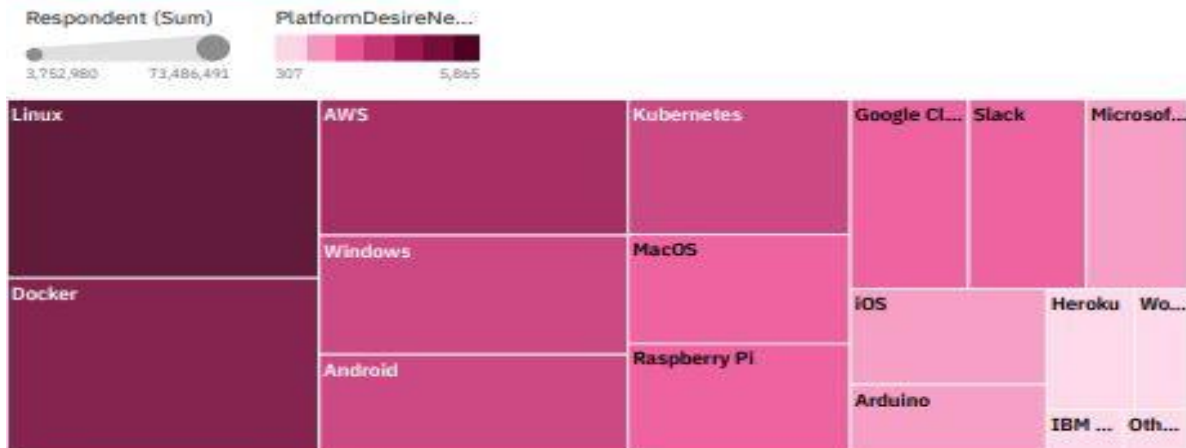 Respondent (Sum) PlatformDesireNe...
3,752,980 73,486,491 307 5,865
Linux AWS Kubernetes Google Cl... Slack Microsof...
Windows MacOS
Docker iOS Heroku Wo...
Android Raspberry Pi
Arduino
IBM ... Oth...